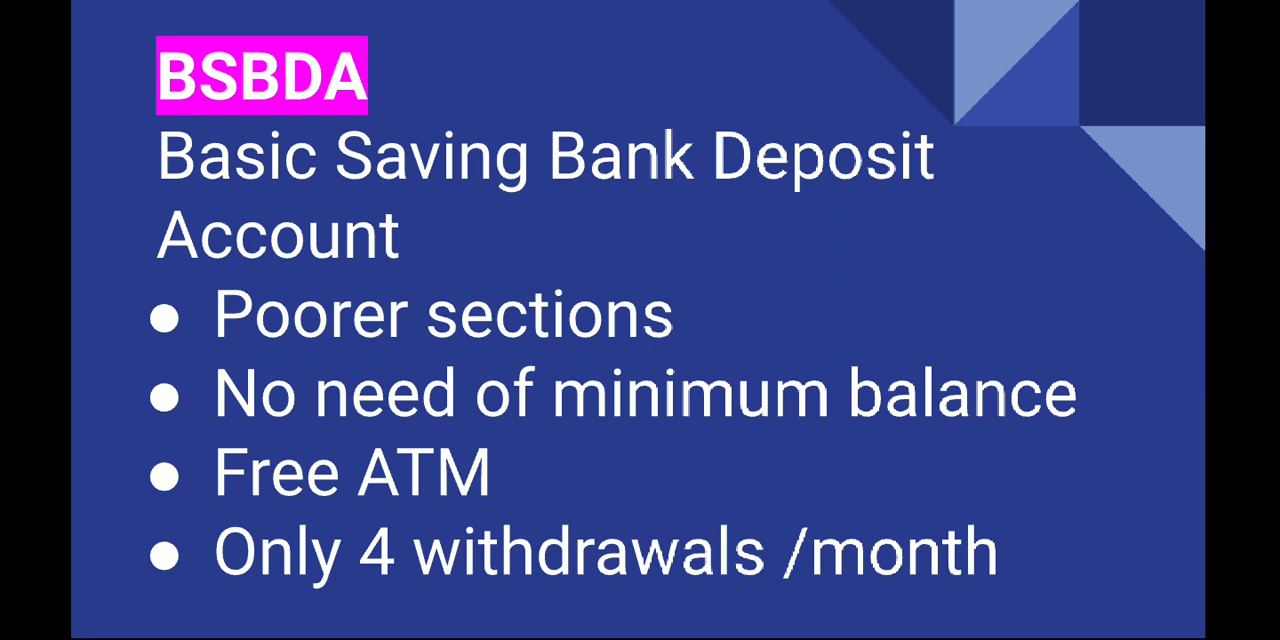 BSBDA
Basic Saving Bank Deposit
Account
● Poorer sections
● No need of minimum balance
● Free ATM
● Only 4 withdrawals /month